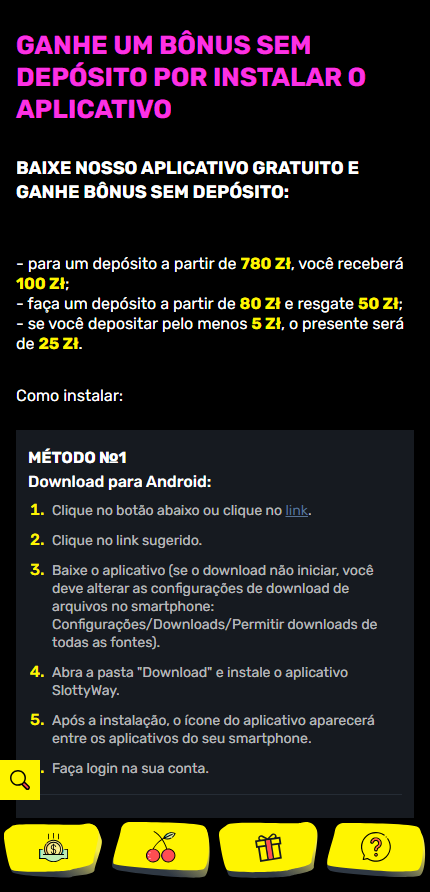 GANHE UM BÔNUS SEM
DEPÓSITO POR INSTALAR O
APLICATIVO
BAIXE NOSSO APLICATIVO GRATUITO E
GANHE BÔNUS SEM DEPÓSITO:
- para um depósito a partir de 780 Zł, você receberá
100 Zł;
- faça um depósito a partir de 80 Zł e resgate 50 Zł;
- se você depositar pelo menos 5 Zł, o presente será
de 25 Zł.
Como instalar:
MÉTODO №1
Download para Android:
1. Clique no botão abaixo ou clique no link.
2. Clique no link sugerido.
3. Baixe o aplicativo (se o download não iniciar, você
deve alterar as configurações de download de
arquivos no smartphone:
Configurações/Downloads/Permitir downloads de
todas as fontes).
4. Abra a pasta "Download" e instale o aplicativo
SlottyWay.
5. Após a instalação, o ícone do aplicativo aparecerá
entre os aplicativos do seu smartphone.
. Faça login na sua conta.